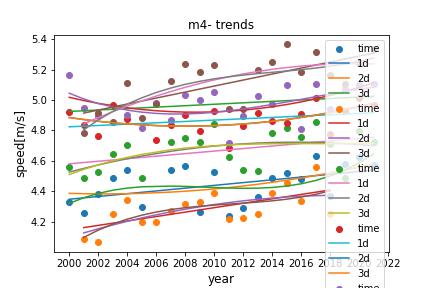 m4- trends
speed[m/s]
5.4
5.2
5.0
4.8
4.6
4.4
4.2
2000
2002
2004
2006
2008
2010
2012
2014
2016
2018
2020
2022
year
time
1d
2d
3d
time
1d
2d
3d
time
1d
2d
3d
time
1d
2d
3d
time